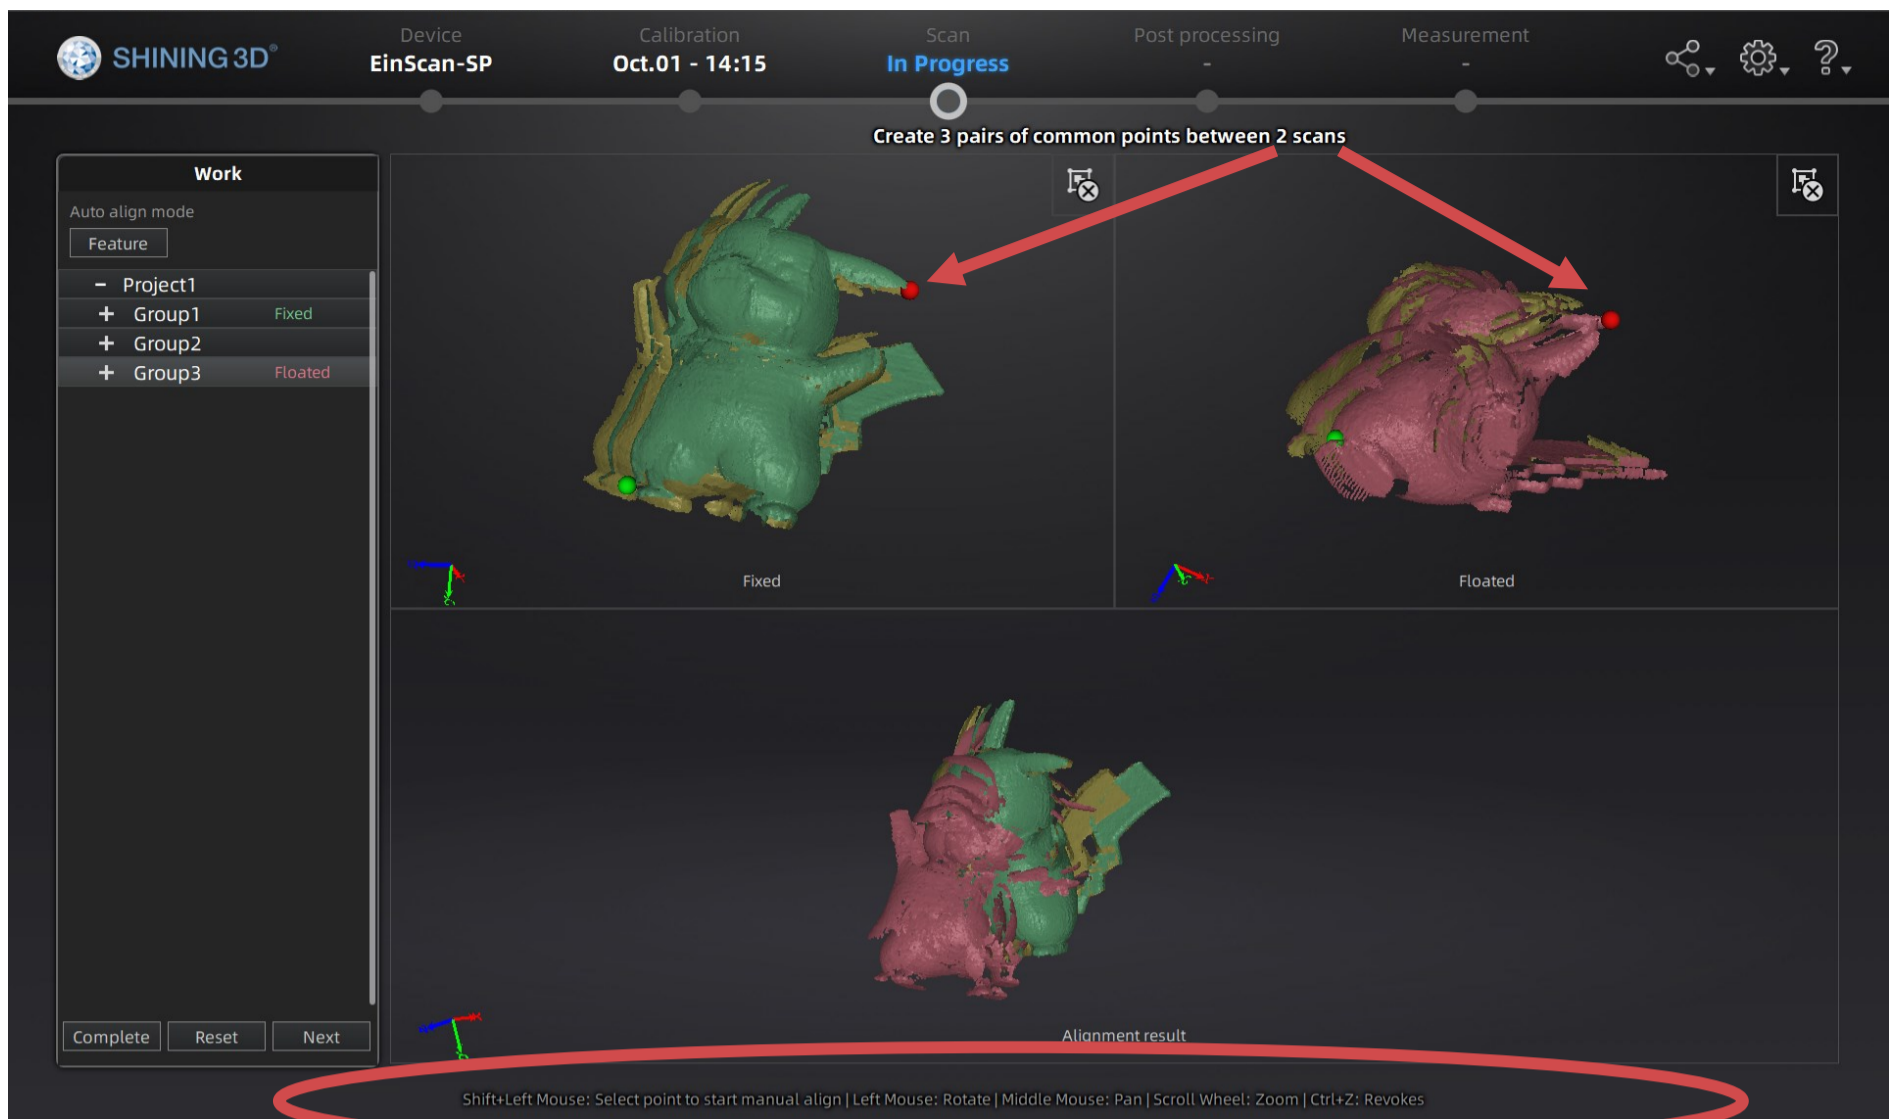 SHINING 3D®
Device
EinScan-SP
Calibration
Oct.01 - 14:15
Scan
In Progress
Post processing
-
Measurement
-
Create 3 pairs of common points between 2 scans
Work
Auto align mode
Feature
- Project1
+ Group1 Fixed
+ Group2
+ Group3 Floated
Complete Reset Next
Fixed
Floated
Alignment result
Shift+Left Mouse: Select point to start manual align | Left Mouse: Rotate | Middle Mouse: Pan | Scroll Wheel: Zoom | Ctrl+Z: Revokes